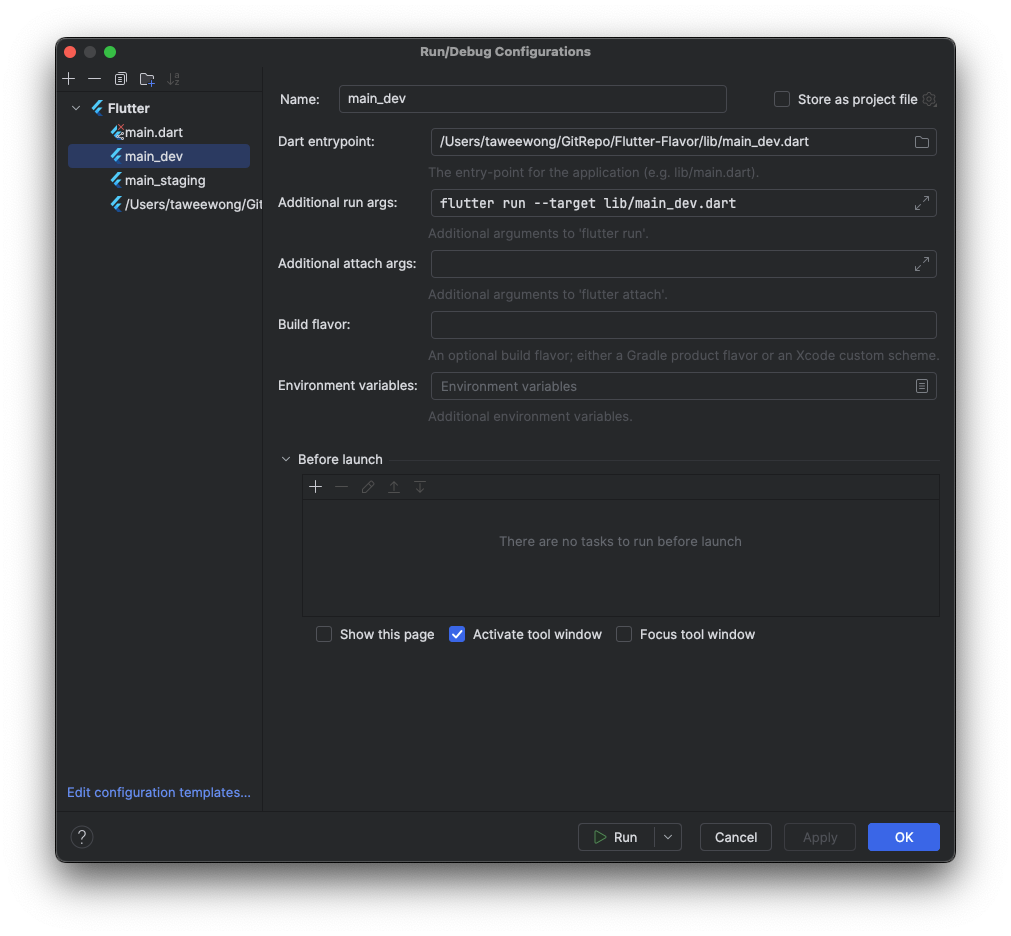 Run/Debug Configurations
Flutter
main.dart
main_dev
main_staging
/Users/taweewong/Git
Edit configuration templates...
Name:
main_dev
Store as project file
Dart entrypoint:
/Users/taweewong/GitRepo/Flutter-Flavor/lib/main_dev.dart
The entry-point for the application (e.g. lib/main.dart).
Additional run args:
flutter run --target lib/main_dev.dart
Additional arguments to 'flutter run'.
Additional attach args:
Additional arguments to 'flutter attach'.
Build flavor:
An optional build flavor; either a Gradle product flavor or an Xcode custom scheme.
Environment variables:
Environment variables
Additional environment variables.
Before launch
There are no tasks to run before launch
Show this page
Activate tool window
Focus tool window
?
Run
Cancel
Apply
OK